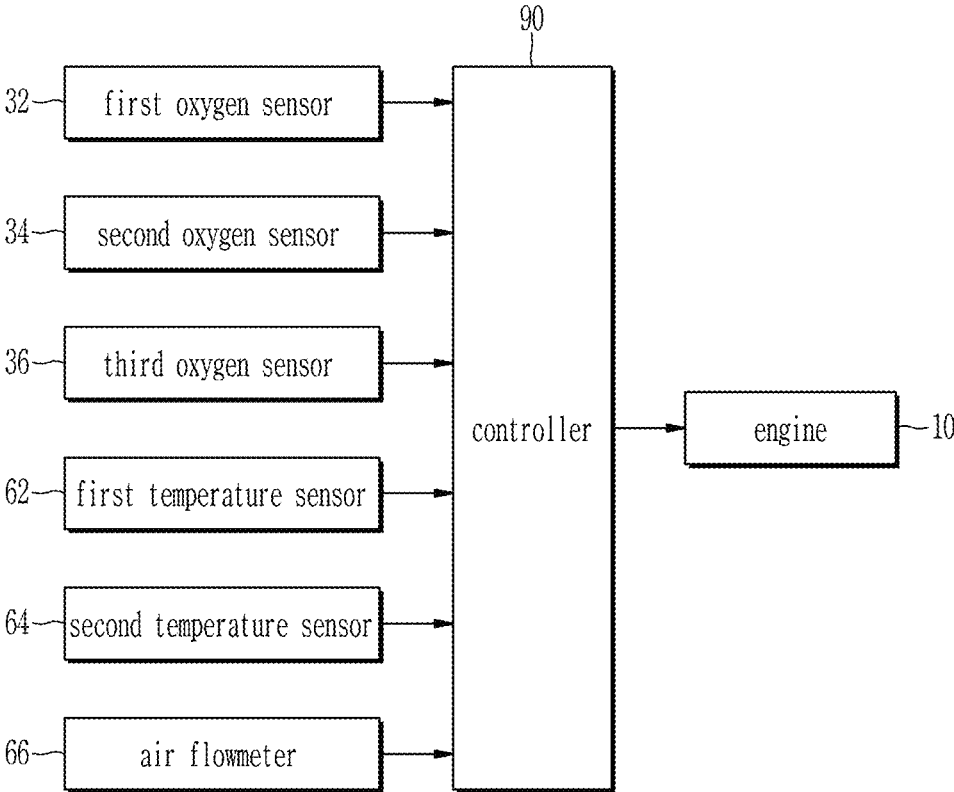 90
32 first oxygen sensor
34 second oxygen sensor
36 third oxygen sensor
controller
engine 10
62 first temperature sensor
64 second temperature sensor
66 air flowmeter